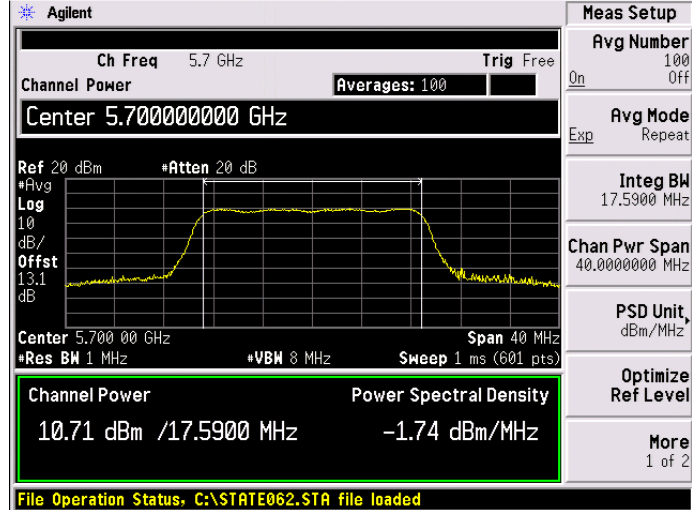 Agilent
Meas Setup
Ch Freq 5.7 GHz Trig Free
Channel Power Averages: 100
Center 5.700000000 GHz
Ref 20 dBm #Atten 20 dB
#Avg
Log
10
dB/
Offst
13.1
dB
Center 5.700 00 GHz Span 40 MHz
#Res BW 1 MHz #VBW 8 MHz Sweep 1 ms (601 pts)
Channel Power Power Spectral Density
10.71 dBm /17.5900 MHz -1.74 dBm/MHz
File Operation Status, C:\STATE062.STA file loaded
Avg Number
100
On Off
Avg Mode
Exp Repeat
Integ BW
17.5900 MHz
Chan Pwr Span
40.0000000 MHz
PSD Unit
dBm/MHz
Optimize
Ref Level
More
1 of 2